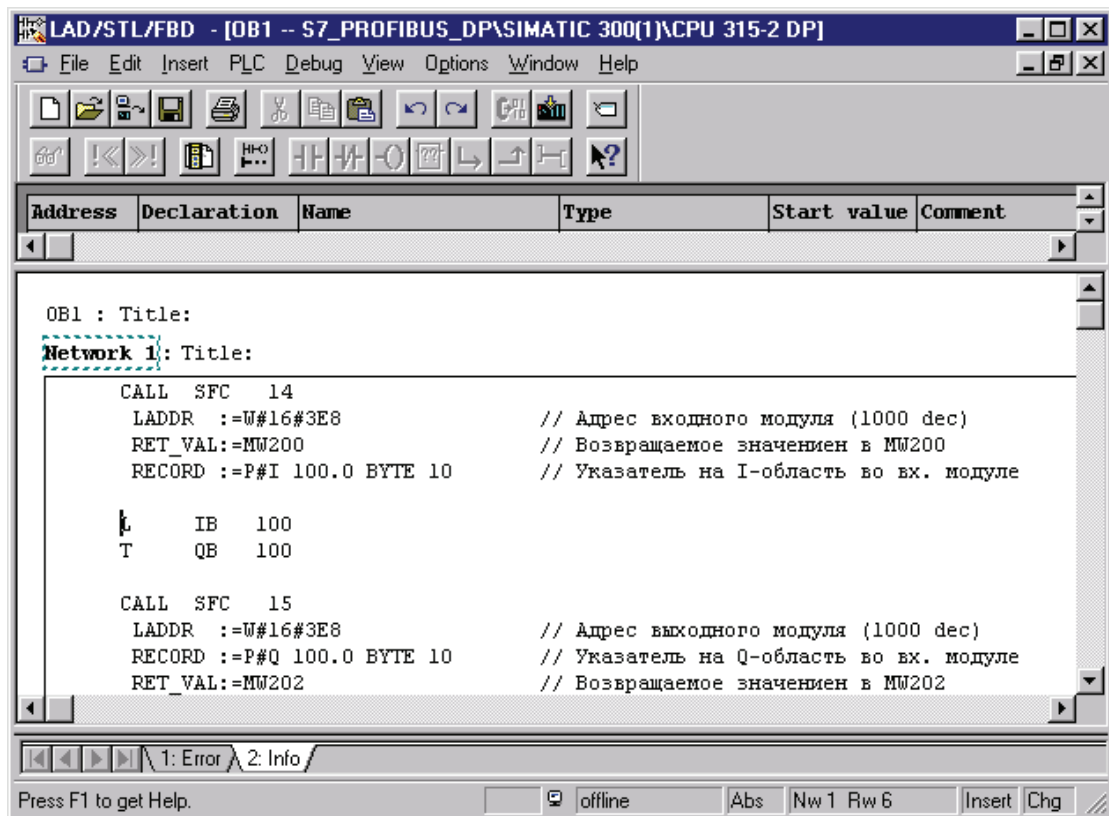 LAD/STL/FBD - [OB1 -- S7_PROFIBUS_DP\SIMATIC 300(1)\CPU 315-2 DP]
File Edit Insert PLC Debug View Options Window Help
Address Declaration Name Type Start value Comment
OB1 : Title:
Network 1: Title:
CALL SFC 14
LADDR :=W#16#3E8 // Адрес входного модуля (1000 dec)
RET_VAL:=MW200 // Возвращаемое значениен в MW200
RECORD :=P#I 100.0 BYTE 10 // Указатель на I-область во вх. модуле
L IB 100
T QB 100
CALL SFC 15
LADDR :=W#16#3E8 // Адрес выходного модуля (1000 dec)
RECORD :=P#Q 100.0 BYTE 10 // Указатель на Q-область во вх. модуле
RET_VAL:=MW202 // Возвращаемое значениен в MW202
1: Error 2: Info
Press F1 to get Help. offline Abs Nw 1 Rw 6 Insert Chg